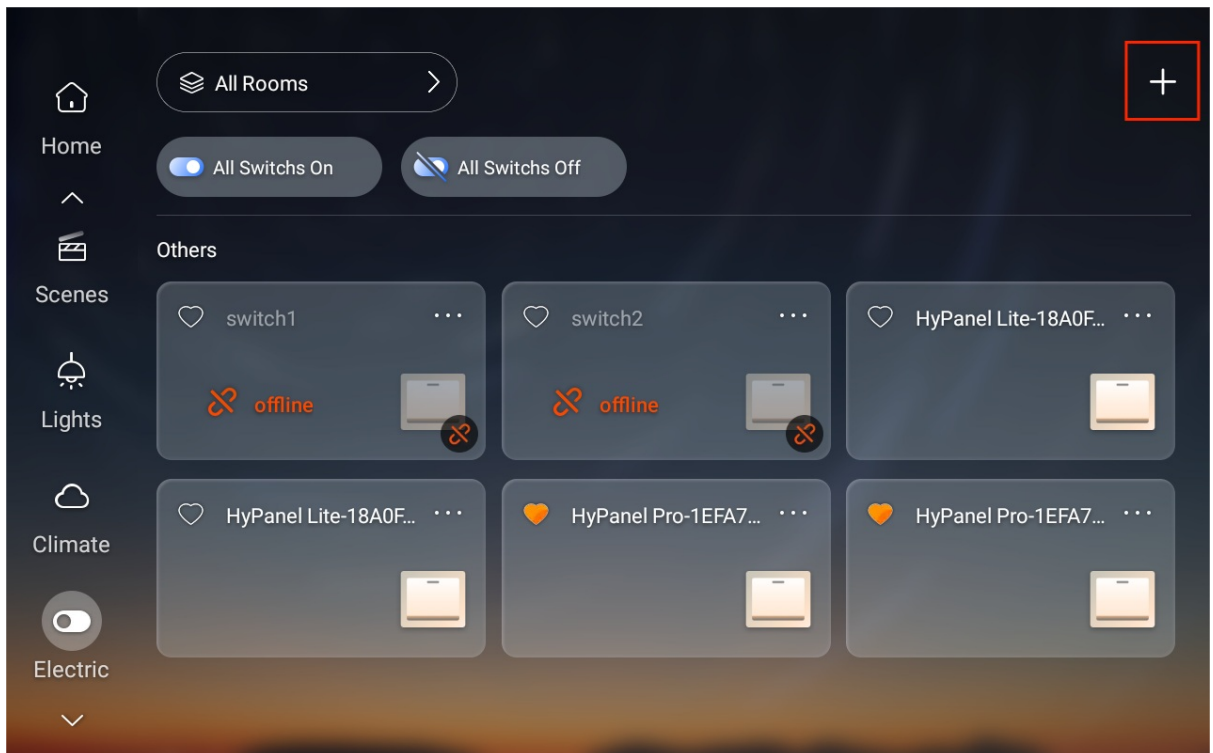 All Rooms
Home
All Switchs On
All Switchs Off
Others
Scenes
switch1
switch2
HyPanel Lite-18A0F...
offline
offline
Lights
HyPanel Lite-18A0F...
HyPanel Pro-1EFA7...
HyPanel Pro-1EFA7...
Climate
Electric